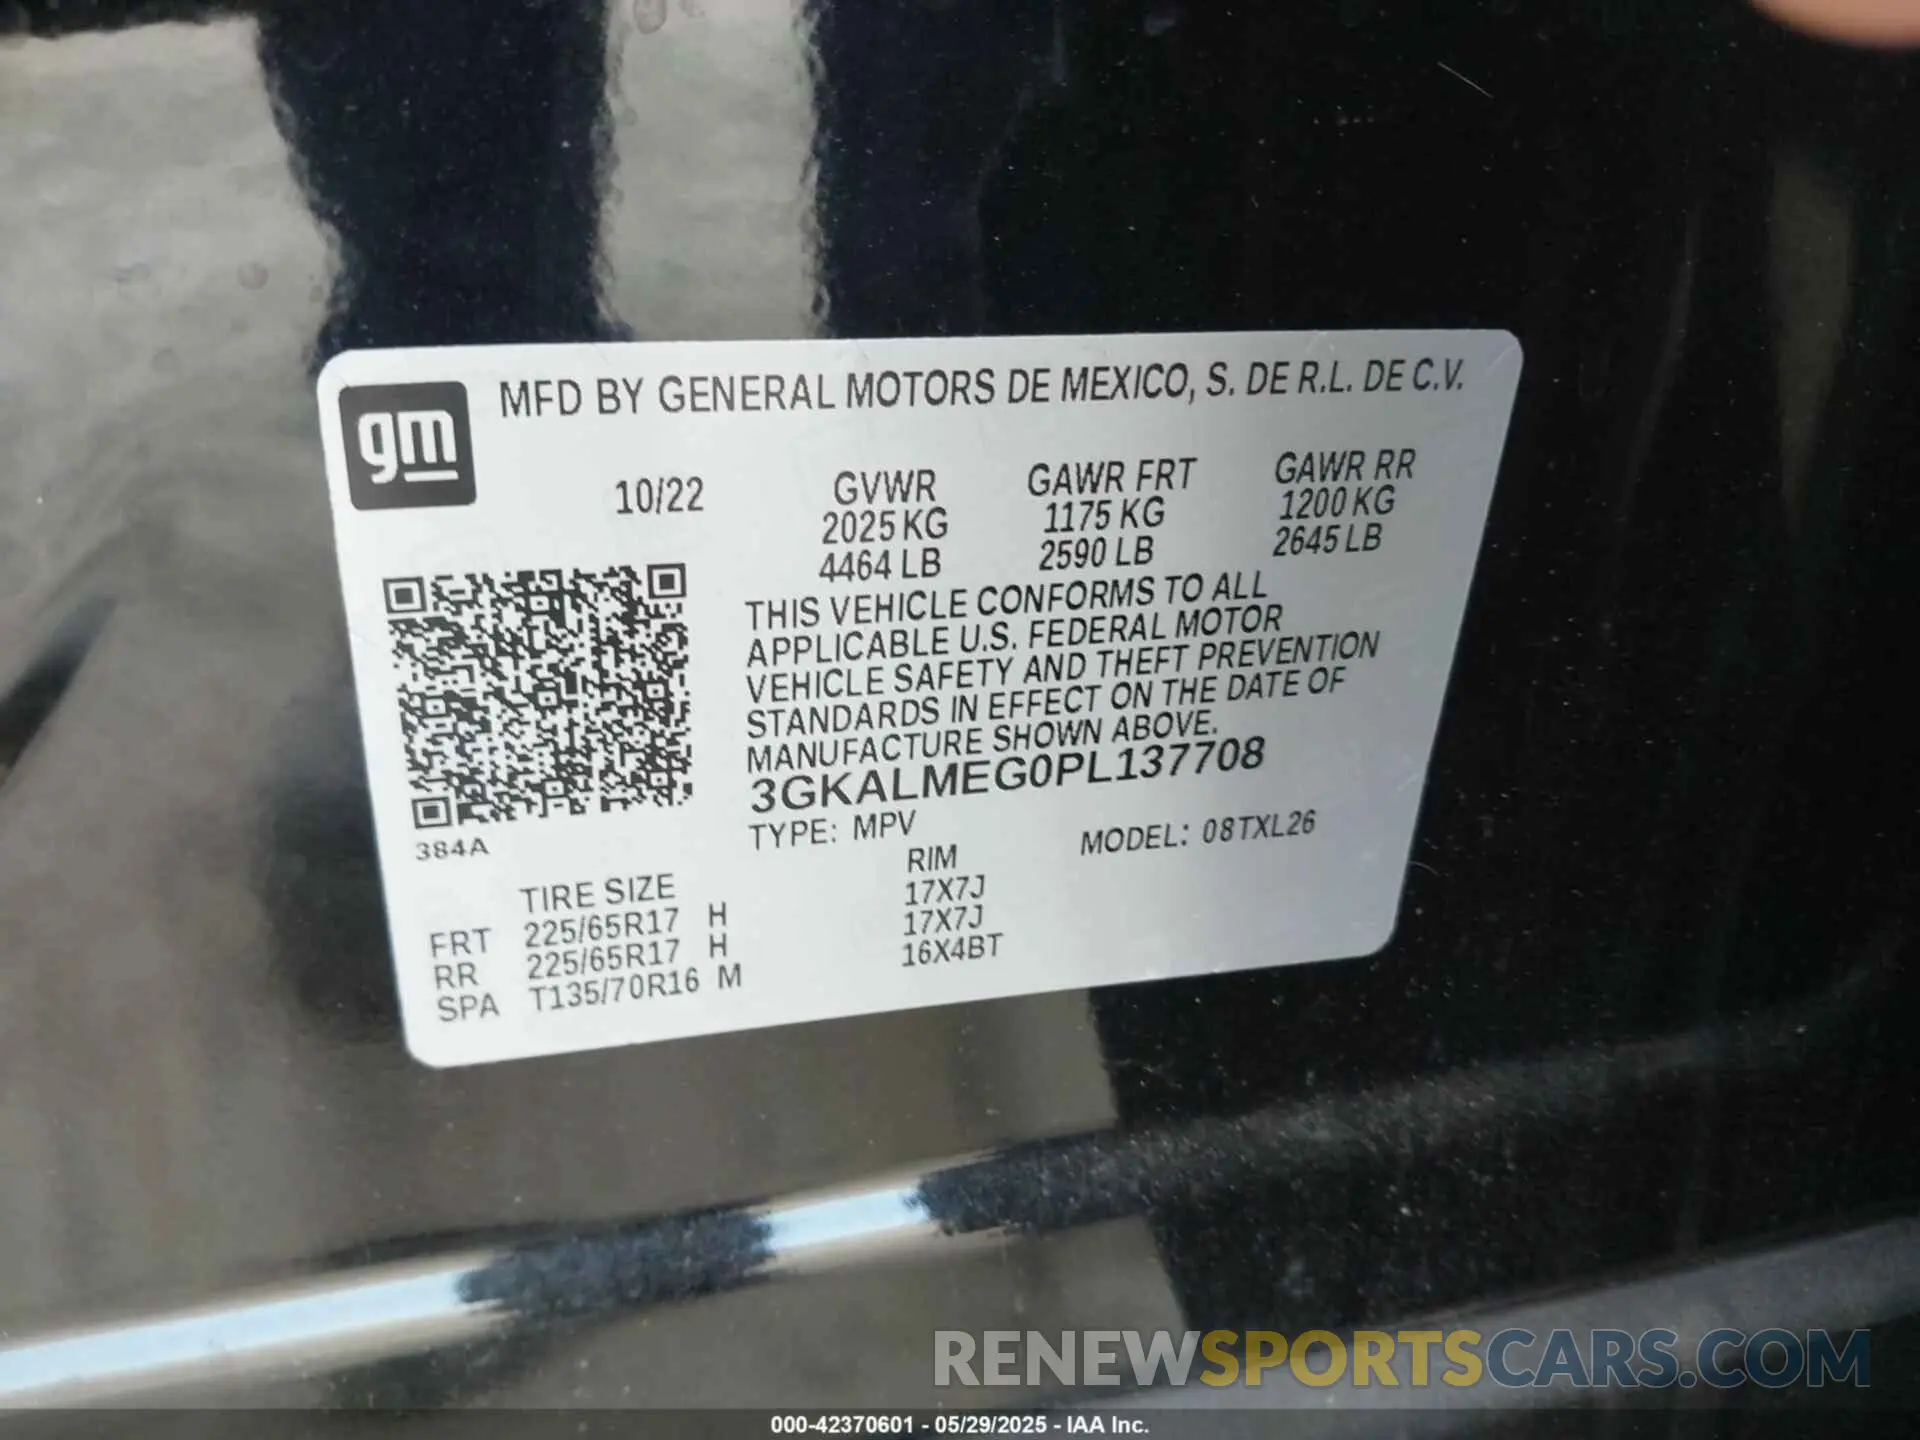 gm
MFD BY GENERAL MOTORS DE MEXICO, S. DE R.L. DE C.V.
10/22
GVWR
2025 KG
4464 LB
GAWR FRT
1175 KG
2590 LB
GAWR RR
1200 KG
2645 LB
THIS VEHICLE CONFORMS TO ALL
APPLICABLE U.S. FEDERAL MOTOR
VEHICLE SAFETY AND THEFT PREVENTION
STANDARDS IN EFFECT ON THE DATE OF
MANUFACTURE SHOWN ABOVE.
3GKALMEG0PL137708
TYPE: MPV MODEL: 08TXL26
384A
TIRE SIZE RIM
FRT 225/65R17 H 17X7J
RR 225/65R17 H 17X7J
SPA T135/70R16 M 16X4BT
RENEWSPORTSCARS.COM
000-42370601 - 05/29/2025 - IAA Inc.